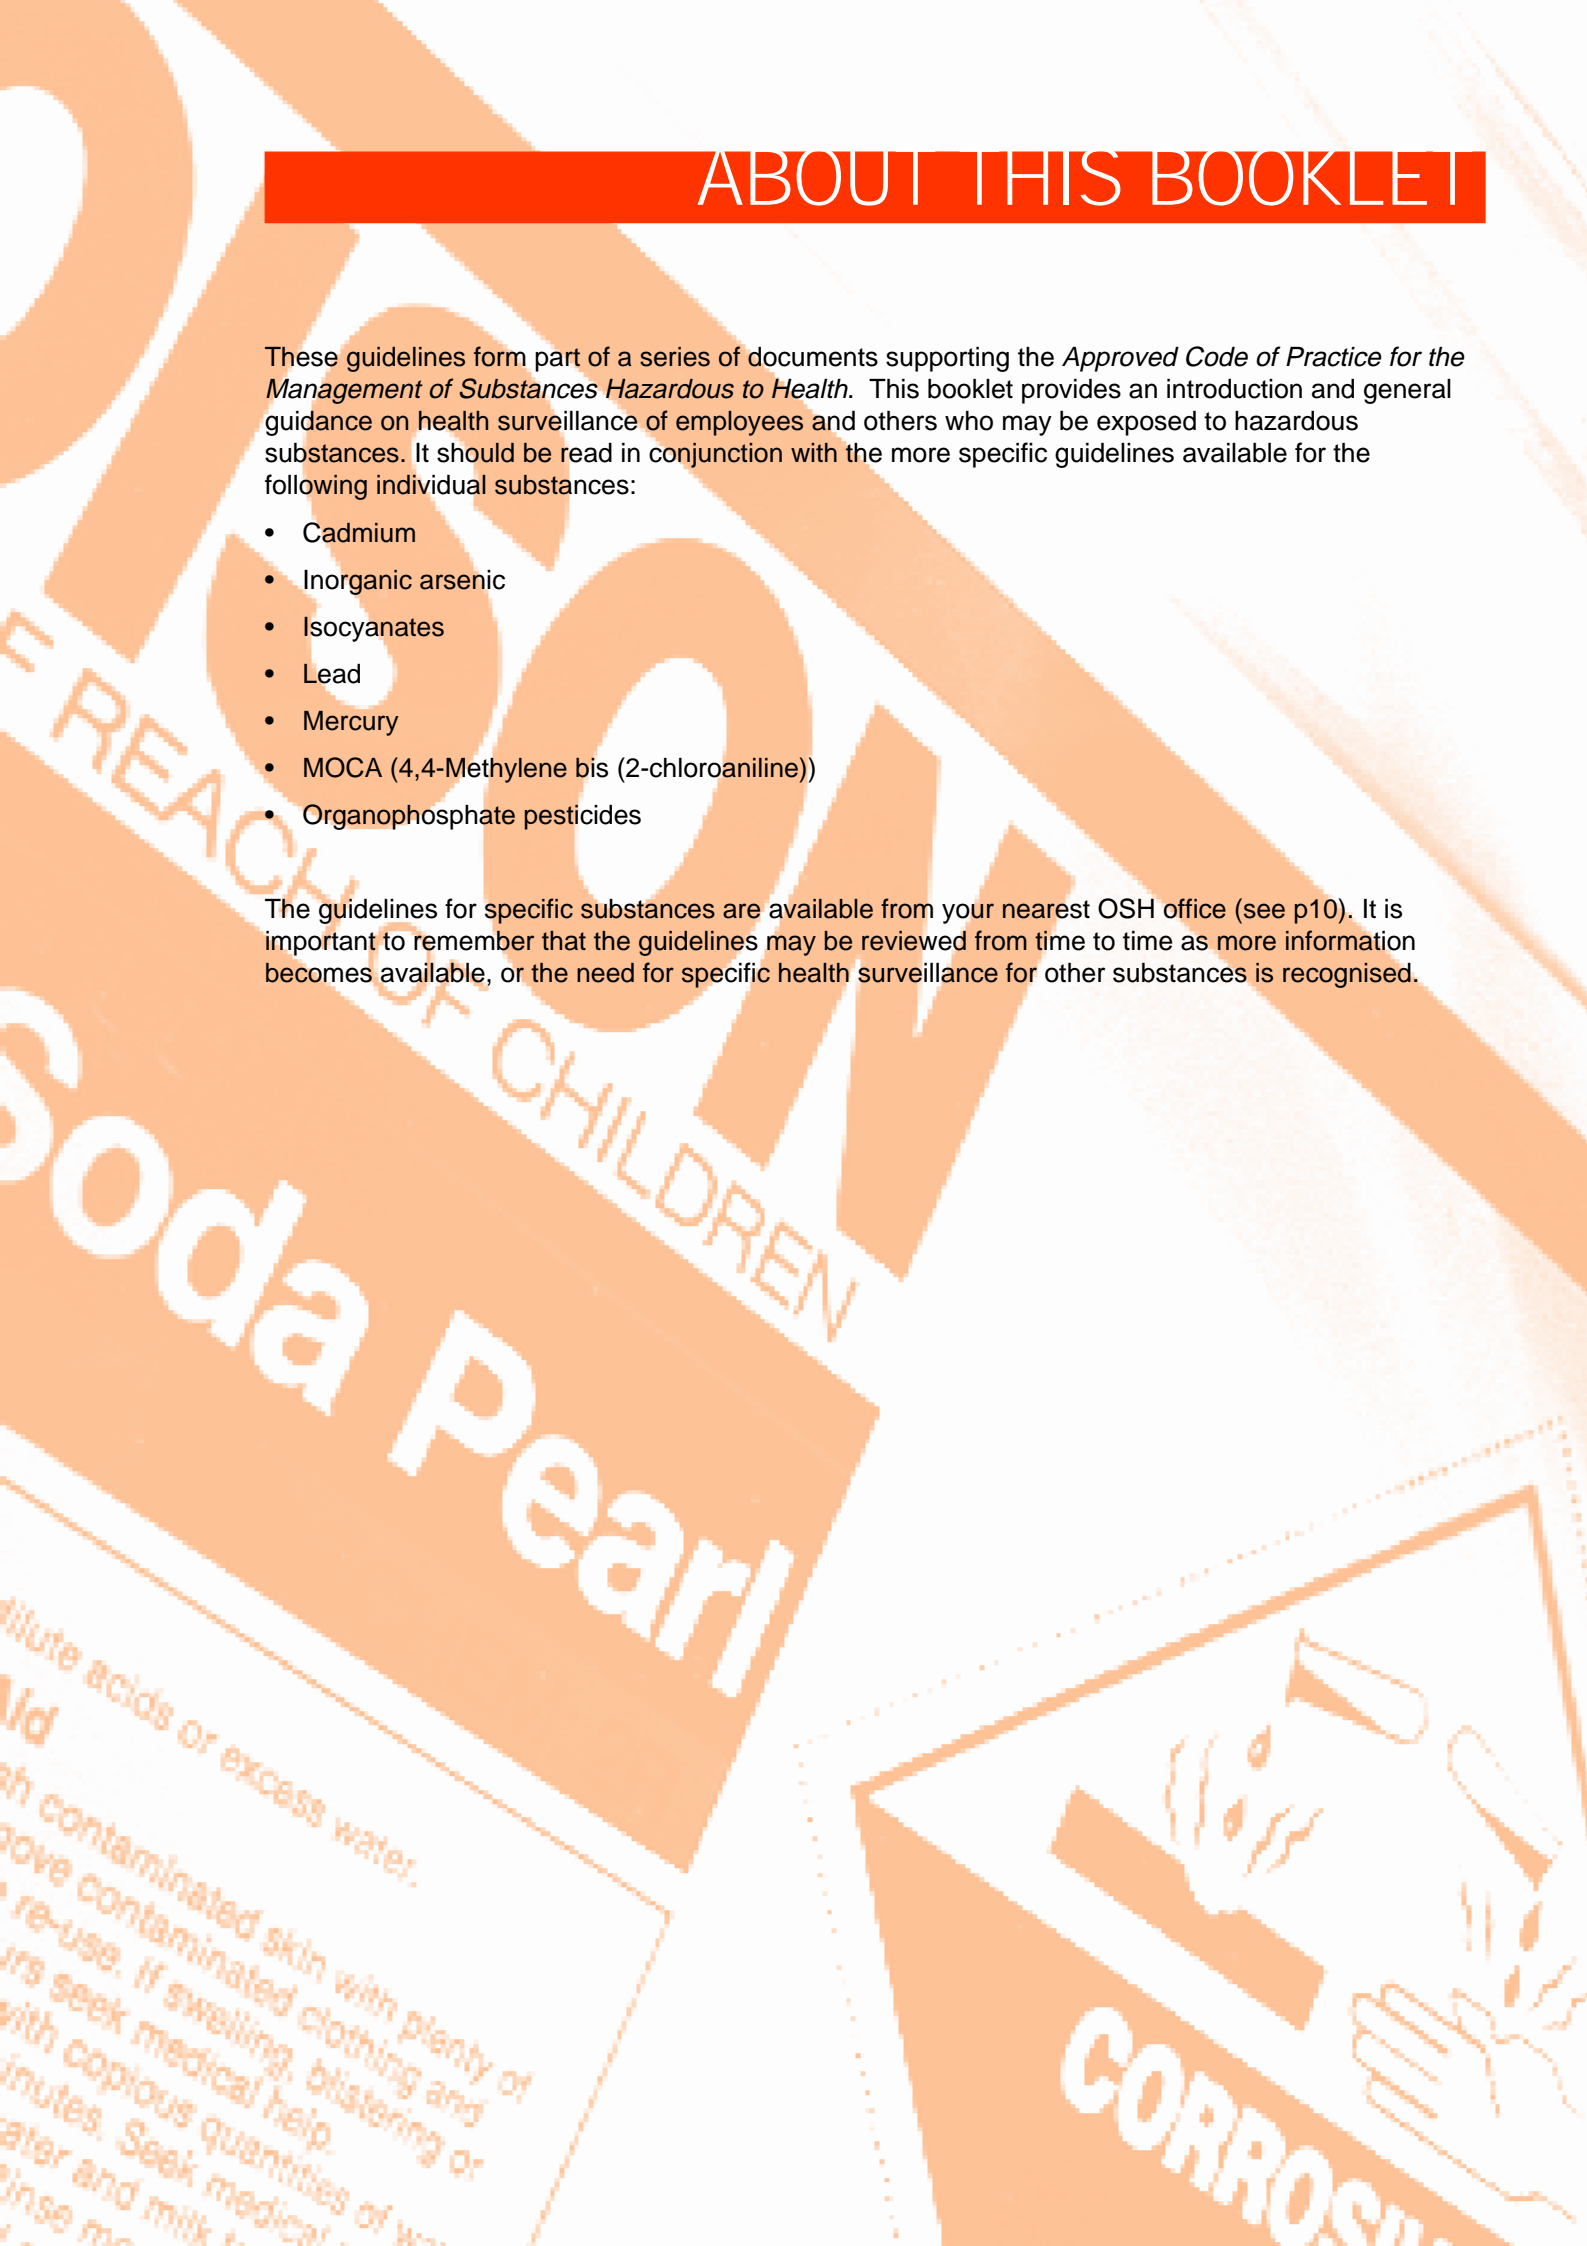 ABOUT THIS BOOKLET
These guidelines form part of a series of documents supporting the Approved Code of Practice for the
Management of Substances Hazardous to Health. This booklet provides an introduction and general
guidance on health surveillance of employees and others who may be exposed to hazardous
substances. It should be read in conjunction with the more specific guidelines available for the
following individual substances:
• Cadmium
• Inorganic arsenic
• Isocyanates
• Lead
• Mercury
• MOCA (4,4-Methylene bis (2-chloroaniline))
• Organophosphate pesticides
The guidelines for specific substances are available from your nearest OSH office (see p10). It is
important to remember that the guidelines may be reviewed from time to time as more information
becomes available, or the need for specific health surveillance for other substances is recognised.
OISON
REACH OF CHILDREN
Soda Pearl
acids or excess water.
contaminated skin with plenty of
contaminated clothing and
re-use. If swelling, blistering or
seek medical help.
with copious quantities of
Seek medical
and milk
CORROSIV